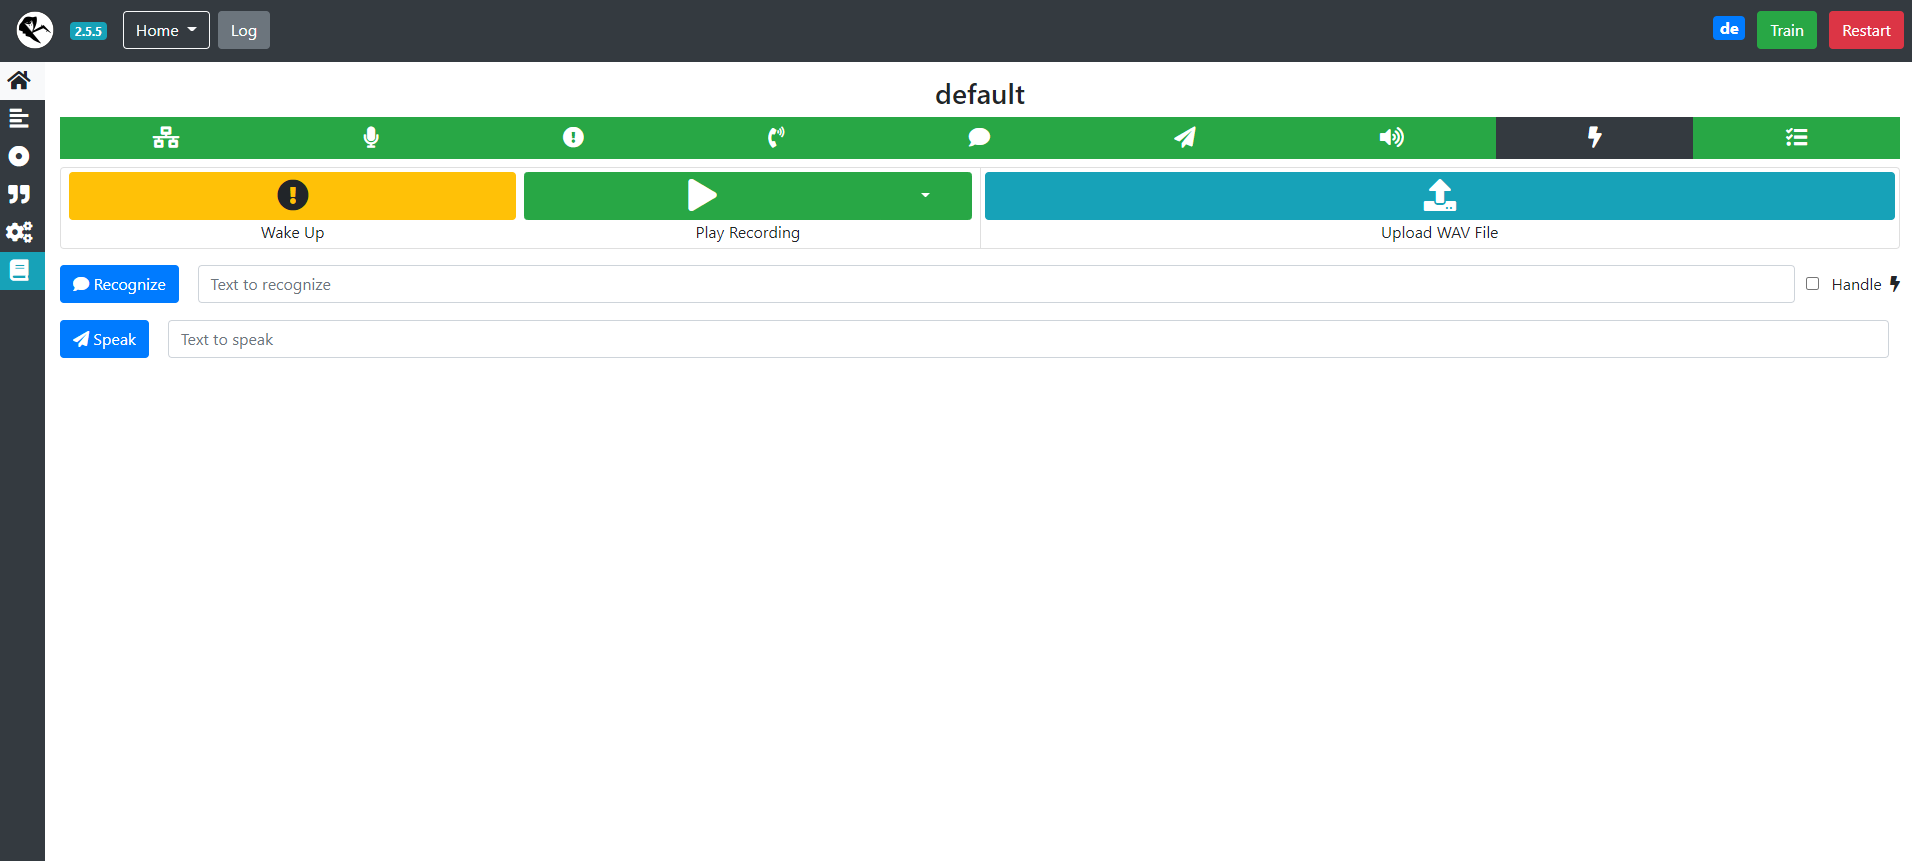 2.5.5 Home Log de Train Restart
default
Wake Up Play Recording Upload WAV File
Recognize Text to recognize Handle
Speak Text to speak